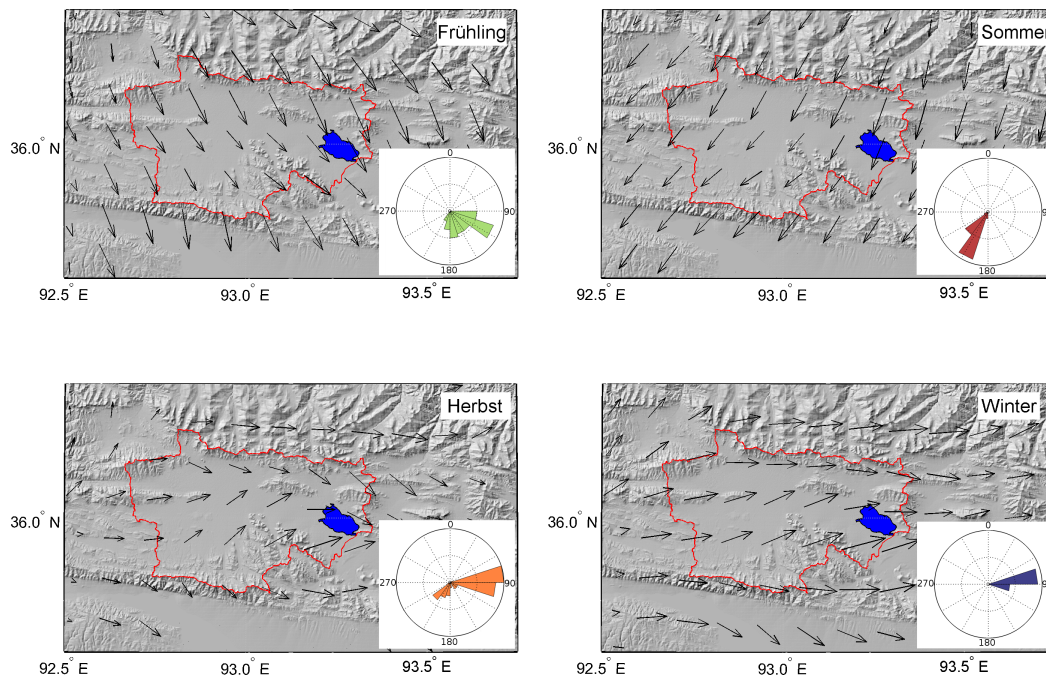 Frühling
36.0° N
0
270
90
180
92.5° E
93.0° E
93.5° E
Sommer
36.0° N
0
270
9
180
92.5° E
93.0° E
93.5° E
Herbst
36.0° N
0
270
90
180
92.5° E
93.0° E
93.5° E
Winter
36.0° N
0
270
9
180
92.5° E
93.0° E
93.5° E